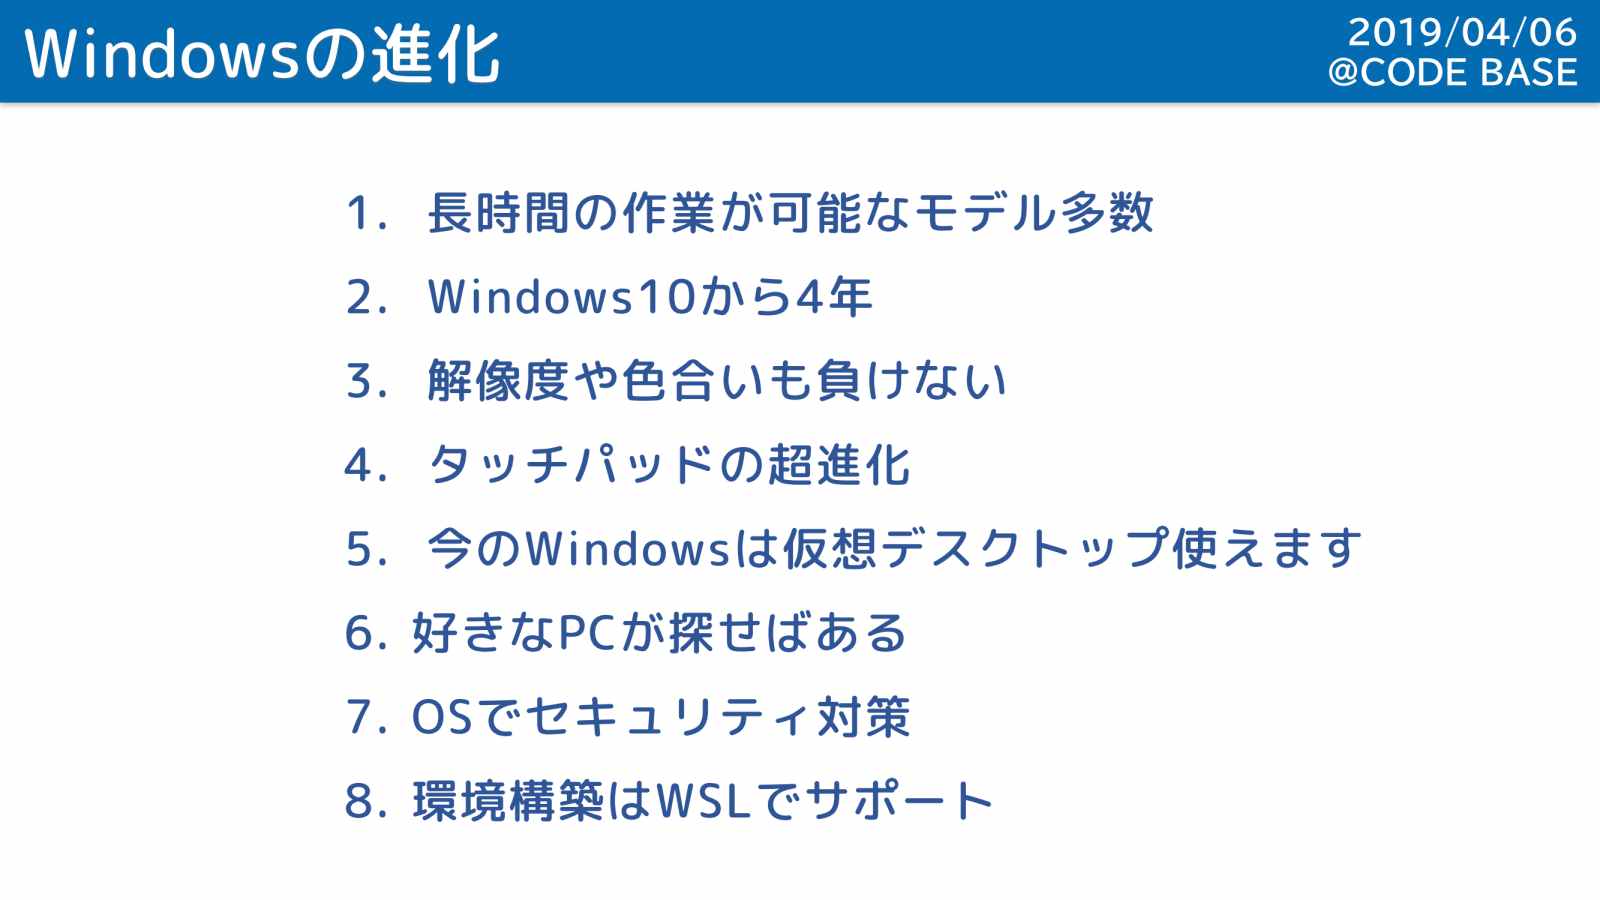 Windowsの進化
2019/04/06
@CODE BASE
1. 長時間の作業が可能なモデル多数
2. Windows10から4年
3. 解像度や色合いも負けない
4. タッチパッドの超進化
5. 今のWindowsは仮想デスクトップ使えます
6. 好きなPCが探せばある
7. OSでセキュリティ対策
8. 環境構築はWSLでサポート